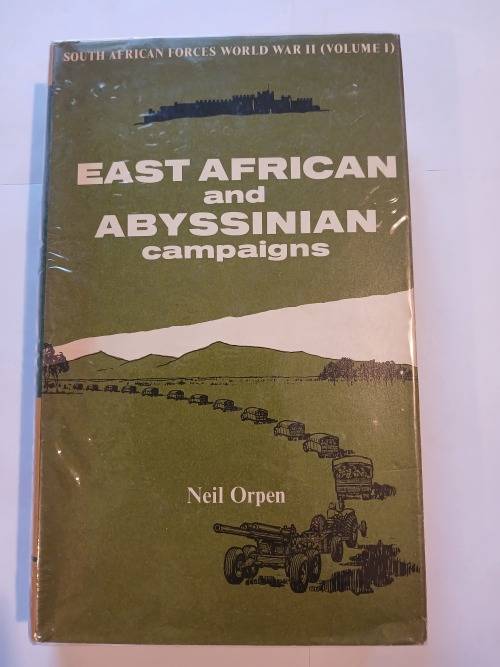 SOUTH AFRICAN FORCES WORLD WAR II (VOLUME I)
EAST AFRICAN
and
ABYSSINIAN
campaigns
Neil Orpen